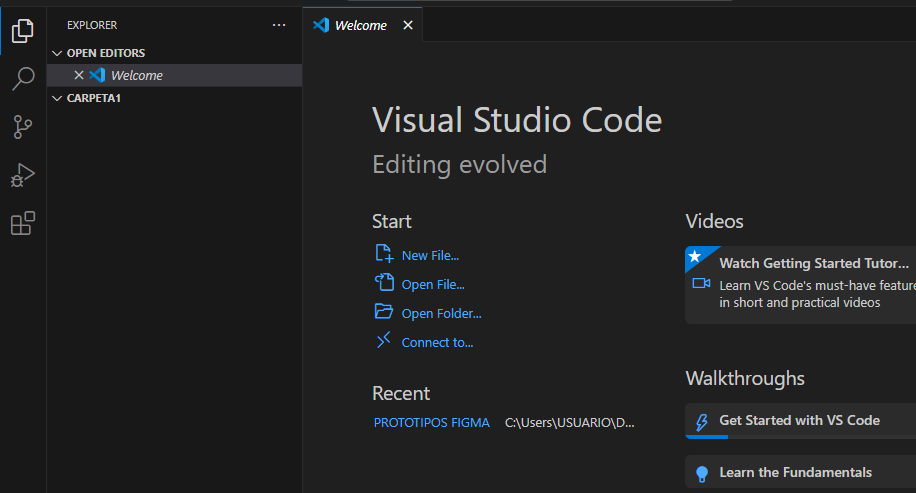 EXPLORER
Welcome
OPEN EDITORS
Welcome
CARPETA1
Visual Studio Code
Editing evolved
Start
New File...
Open File...
Open Folder...
Connect to...
Recent
PROTOTIPOS FIGMA C:\Users\USUARIO\D...
Videos
Watch Getting Started Tutor...
Learn VS Code's must-have feature
in short and practical videos
Walkthroughs
Get Started with VS Code
Learn the Fundamentals